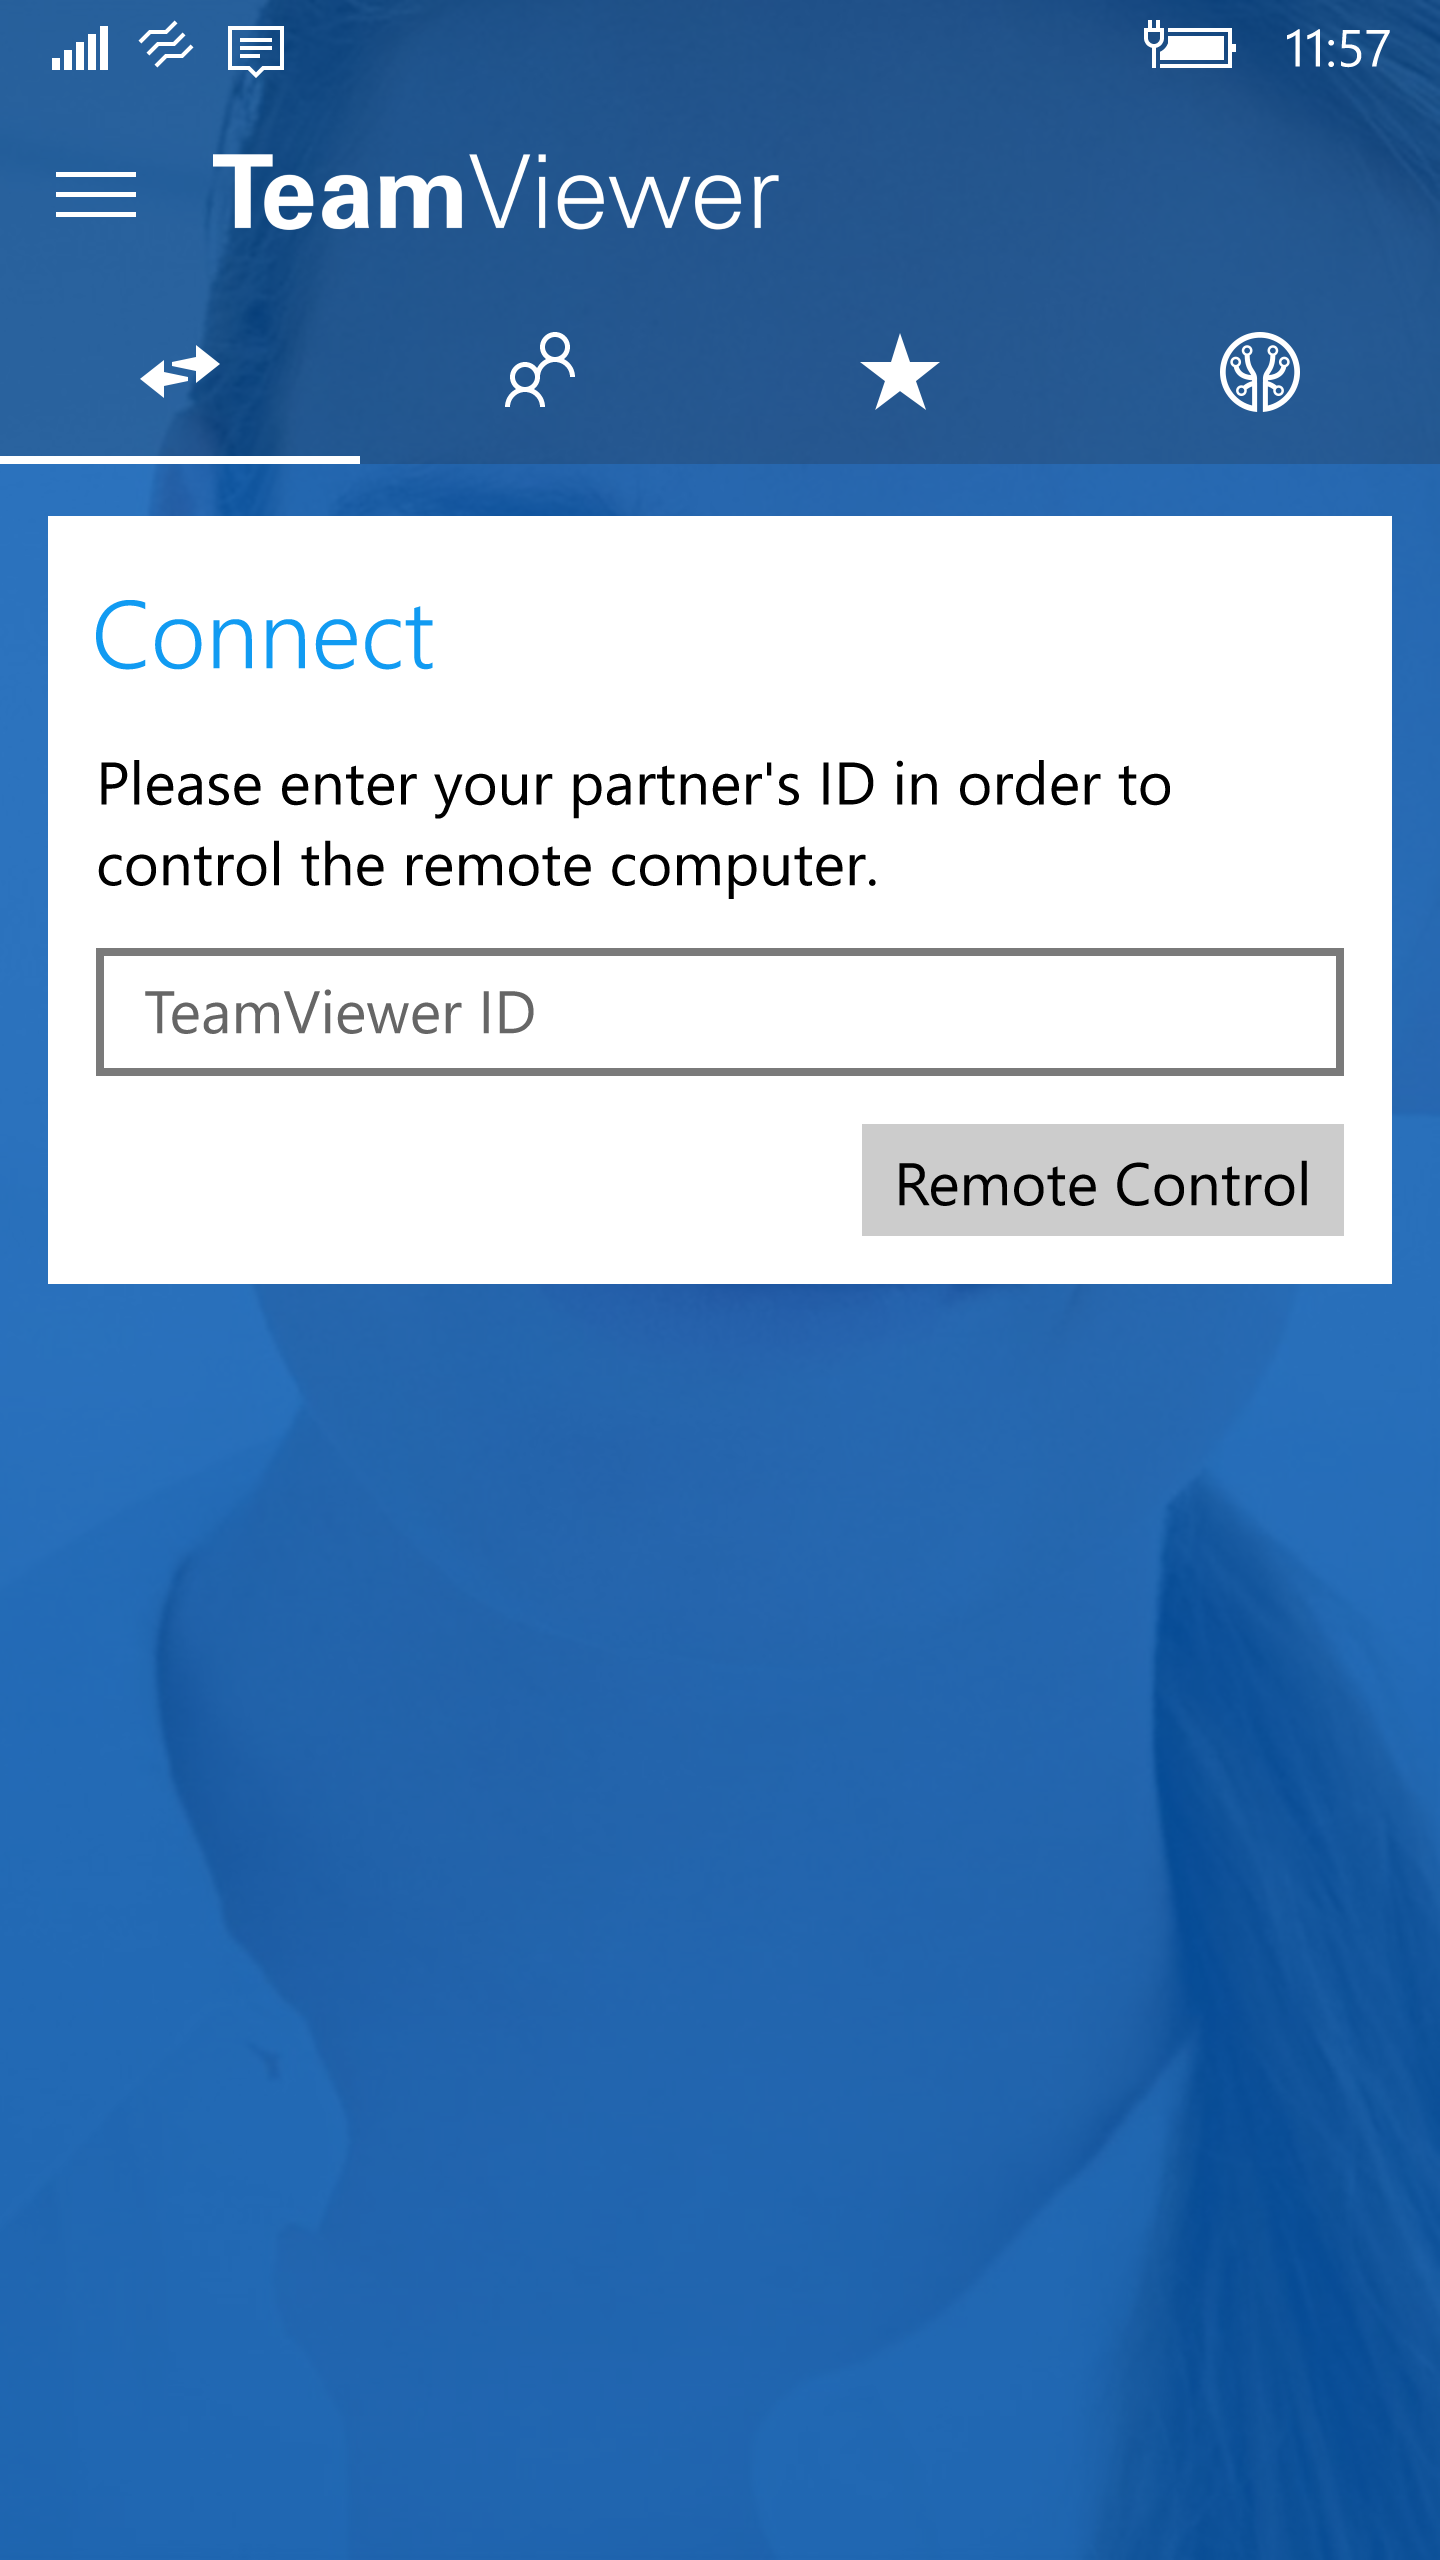 11:57
TeamViewer
Connect
Please enter your partner's ID in order to
control the remote computer.
TeamViewer ID
Remote Control